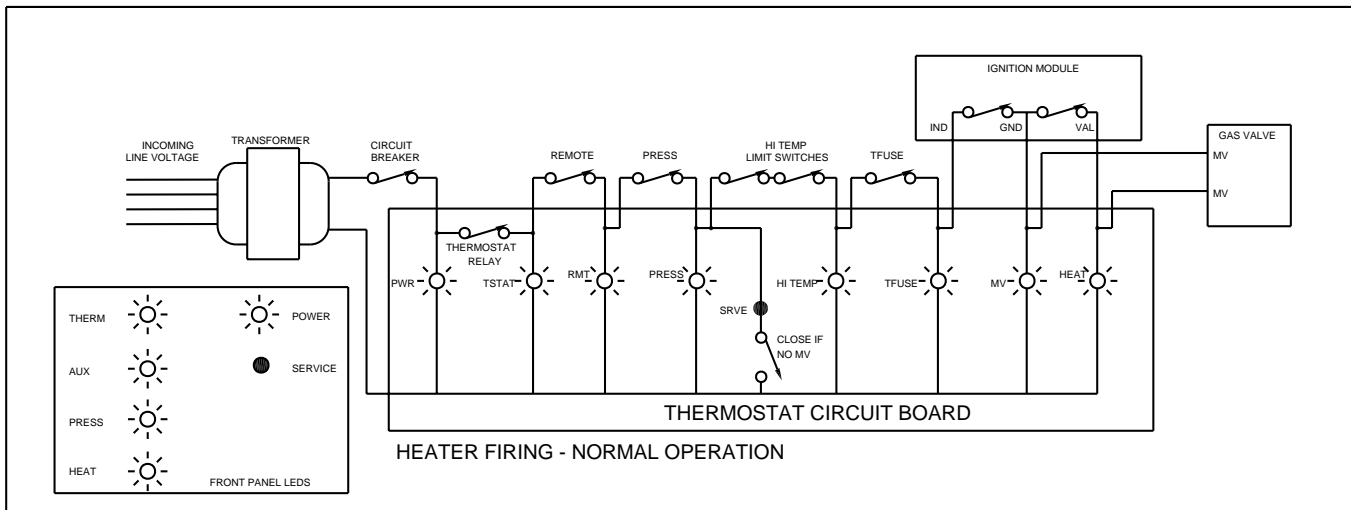 IGNITION MODULE
IND
GND
VAL
GAS VALVE
MV
MV
INCOMING
LINE VOLTAGE
TRANSFORMER
CIRCUIT
BREAKER
REMOTE
PRESS
HI TEMP
LIMIT SWITCHES
TFUSE
THERMOSTAT
RELAY
PWR
TSTAT
RMT
PRESS
HI TEMP
TFUSE
MV
HEAT
SRVE
CLOSE IF
NO MV
THERMOSTAT CIRCUIT BOARD
HEATER FIRING - NORMAL OPERATION
THERM
POWER
AUX
SERVICE
PRESS
HEAT
FRONT PANEL LEDS